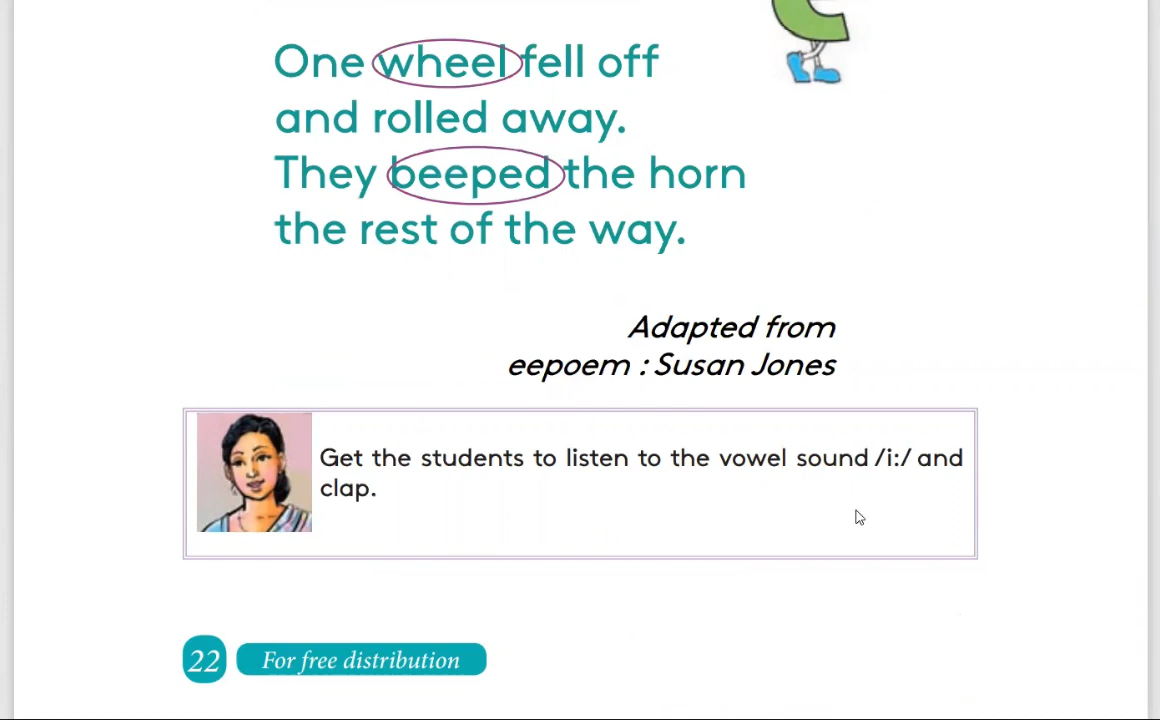 One wheel fell off
and rolled away.
They beeped the horn
the rest of the way.
Adapted from
eepoem : Susan Jones
Get the students to listen to the vowel sound /i:/ and
clap.
22 For free distribution